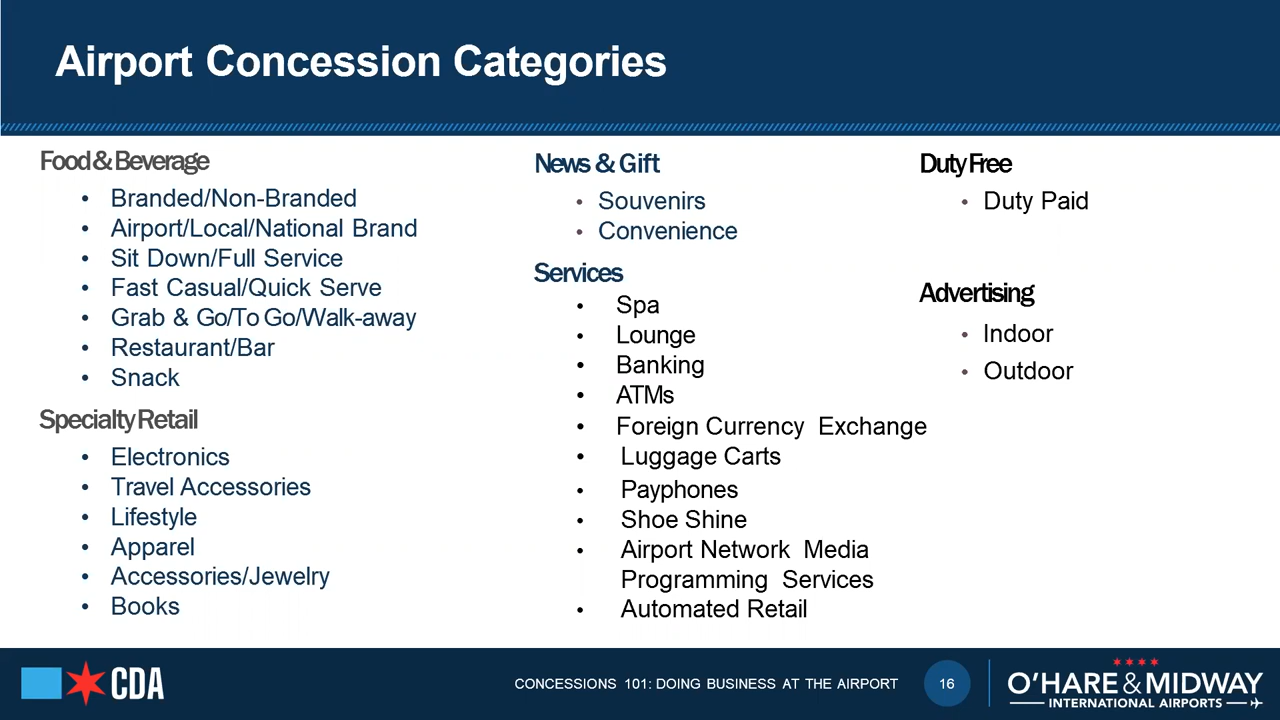 Airport Concession Categories
Food & Beverage
• Branded/Non-Branded
• Airport/Local/National Brand
• Sit Down/Full Service
• Fast Casual/Quick Serve
• Grab & Go/To Go/Walk-away
• Restaurant/Bar
• Snack
Specialty Retail
• Electronics
• Travel Accessories
• Lifestyle
• Apparel
• Accessories/Jewelry
• Books
News & Gift
• Souvenirs
• Convenience
Services
• Spa
• Lounge
• Banking
• ATMs
• Foreign Currency Exchange
• Luggage Carts
• Payphones
• Shoe Shine
• Airport Network Media
Programming Services
• Automated Retail
Duty Free
• Duty Paid
Advertising
• Indoor
• Outdoor
CDA
CONCESSIONS 101: DOING BUSINESS AT THE AIRPORT
16
O'HARE & MIDWAY
INTERNATIONAL AIRPORTS